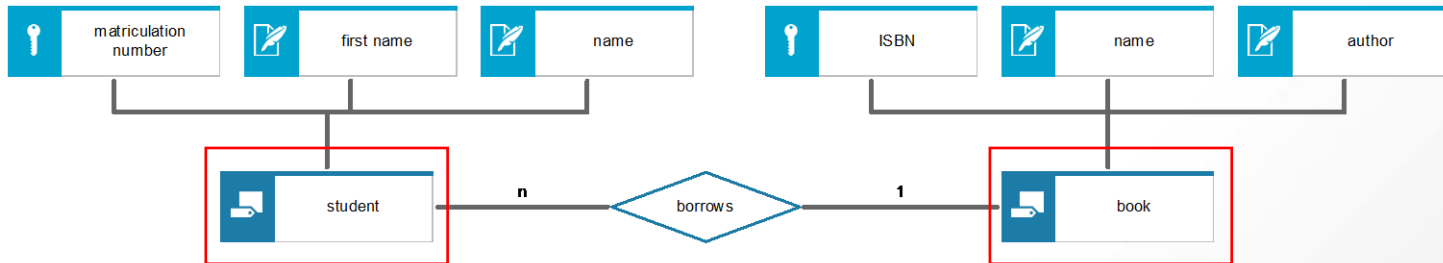 matriculation
number
first name
name
ISBN
name
author
student
n
borrows
1
book